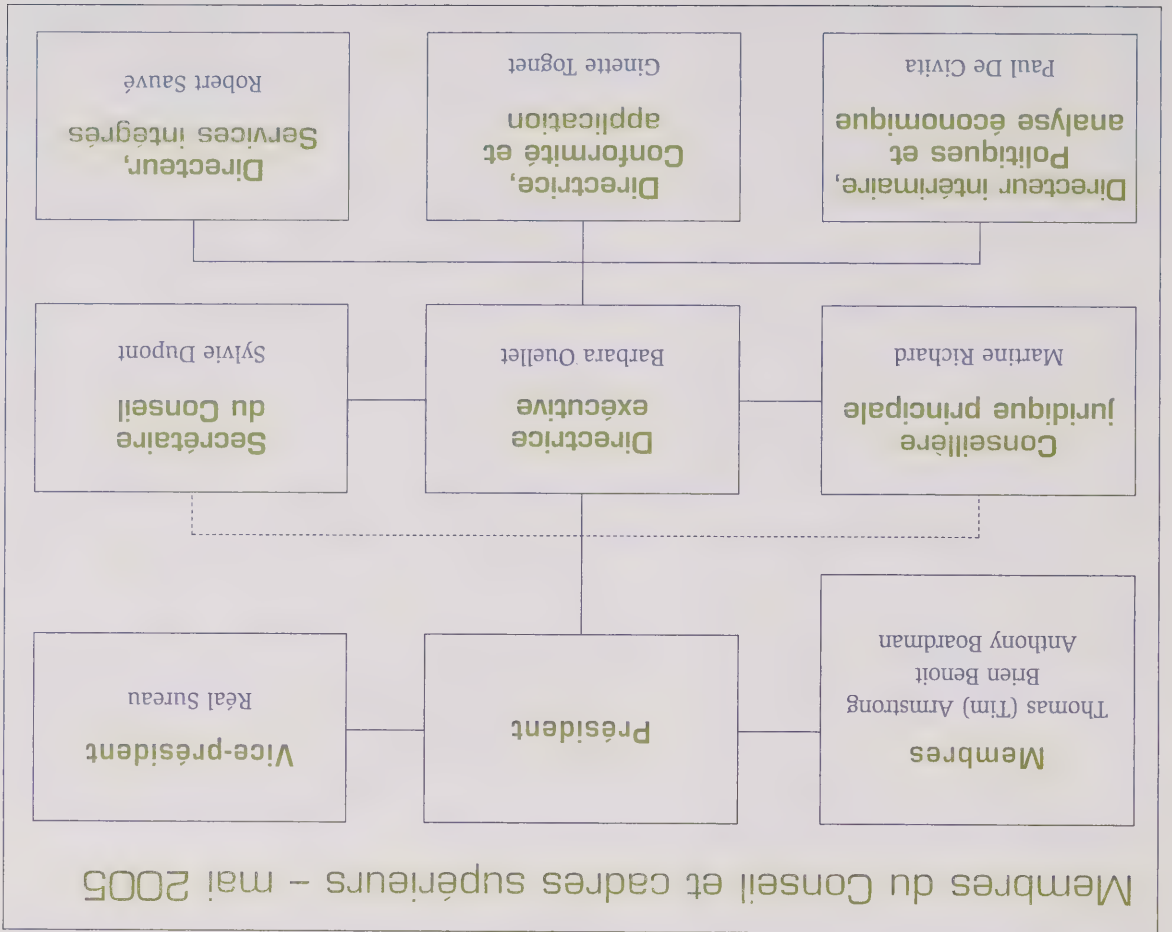 Membres du Conseil et cadres supérieurs – mai 2005
Membres
Thomas (Tim) Armstrong
Brien Benoit
Anthony Boardman
Président
Vice-président
Réal Sureau
Conseillère
juridique principale
Martine Richard
Directrice
exécutive
Barbara Ouellet
Secrétaire
du Conseil
Sylvie Dupont
Directeur intérimaire,
Politiques et
analyse économique
Paul De Civita
Directrice,
Conformité et
application
Ginette Tognet
Directeur,
Services intégrés
Robert Sauvé